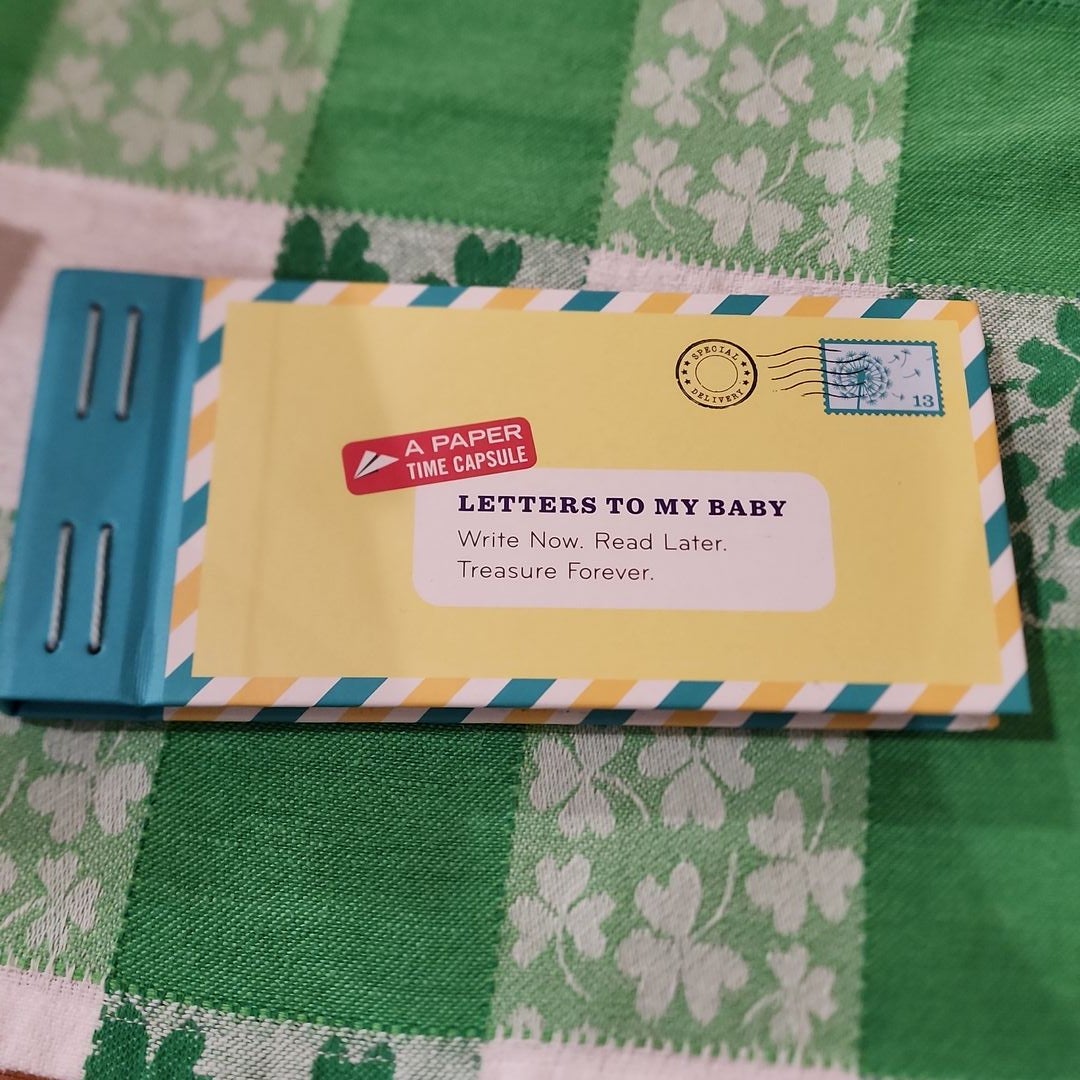 SPECIAL
DELIVERY
13
A PAPER
TIME CAPSULE
LETTERS TO MY BABY
Write Now. Read Later.
Treasure Forever.